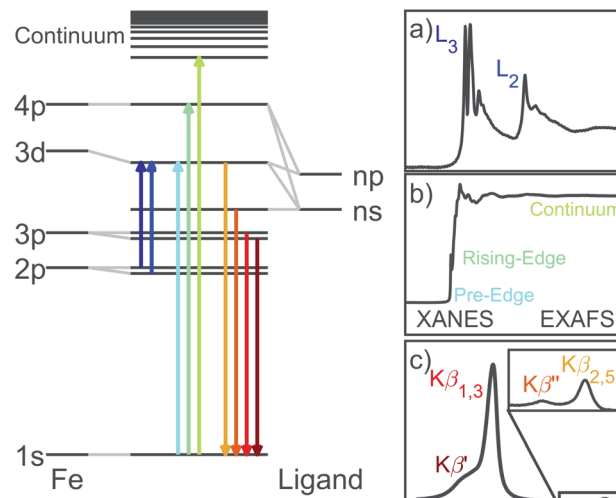 Continuum
4p
3d
3p
2p
1s
Fe
Ligand
np
ns
a)
L3
L2
b)
Continuum
Rising-Edge
Pre-Edge
XANES EXAFS
c)
Kβ1,3
Kβ'
Kβ"
Kβ2,5